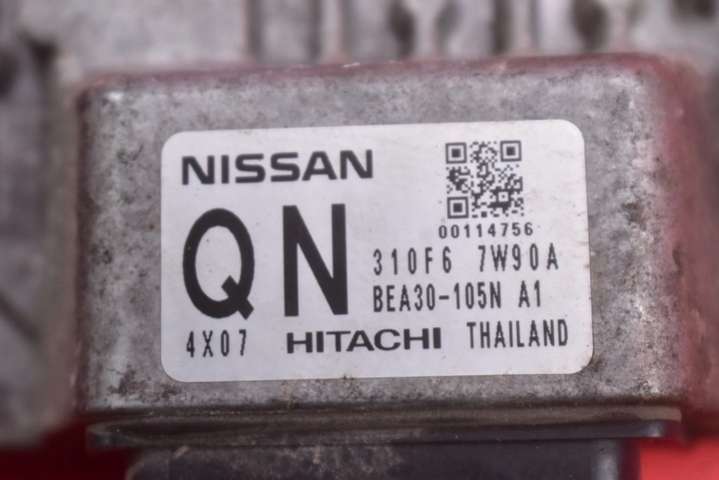 NISSAN
QN
00114756
310F6 7W90A
BEA30-105N A1
4X07 HITACHI THAILAND